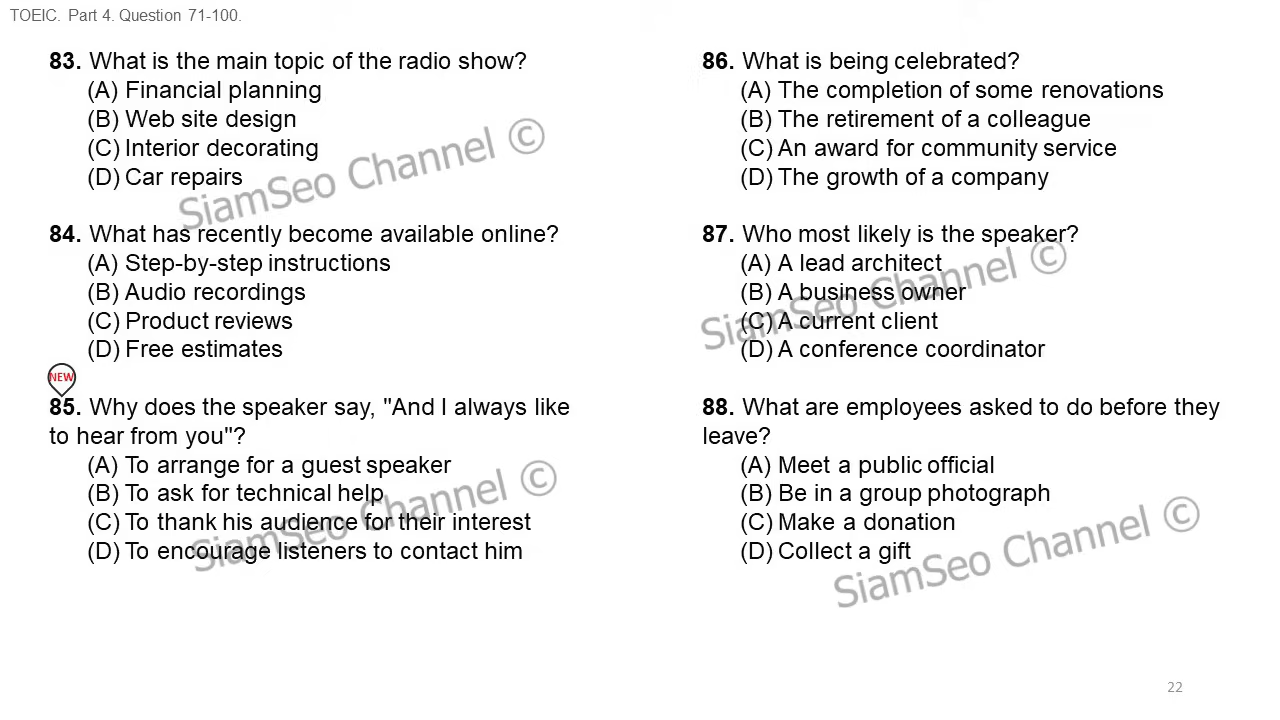 TOEIC. Part 4. Question 71-100.
83. What is the main topic of the radio show?
(A) Financial planning
(B) Web site design
(C) Interior decorating
(D) Car repairs
SiamSeo Channel ©
84. What has recently become available online?
(A) Step-by-step instructions
(B) Audio recordings
(C) Product reviews
(D) Free estimates
NEW
85. Why does the speaker say, "And I always like
to hear from you"?
(A) To arrange for a guest speaker
(B) To ask for technical help
(C) To thank his audience for their interest
(D) To encourage listeners to contact him
SiamSeo Channel ©
86. What is being celebrated?
(A) The completion of some renovations
(B) The retirement of a colleague
(C) An award for community service
(D) The growth of a company
87. Who most likely is the speaker?
(A) A lead architect
(B) A business owner
(C) A current client
(D) A conference coordinator
SiamSeo Channel ©
88. What are employees asked to do before they
leave?
(A) Meet a public official
(B) Be in a group photograph
(C) Make a donation
(D) Collect a gift
SiamSeo Channel ©
22